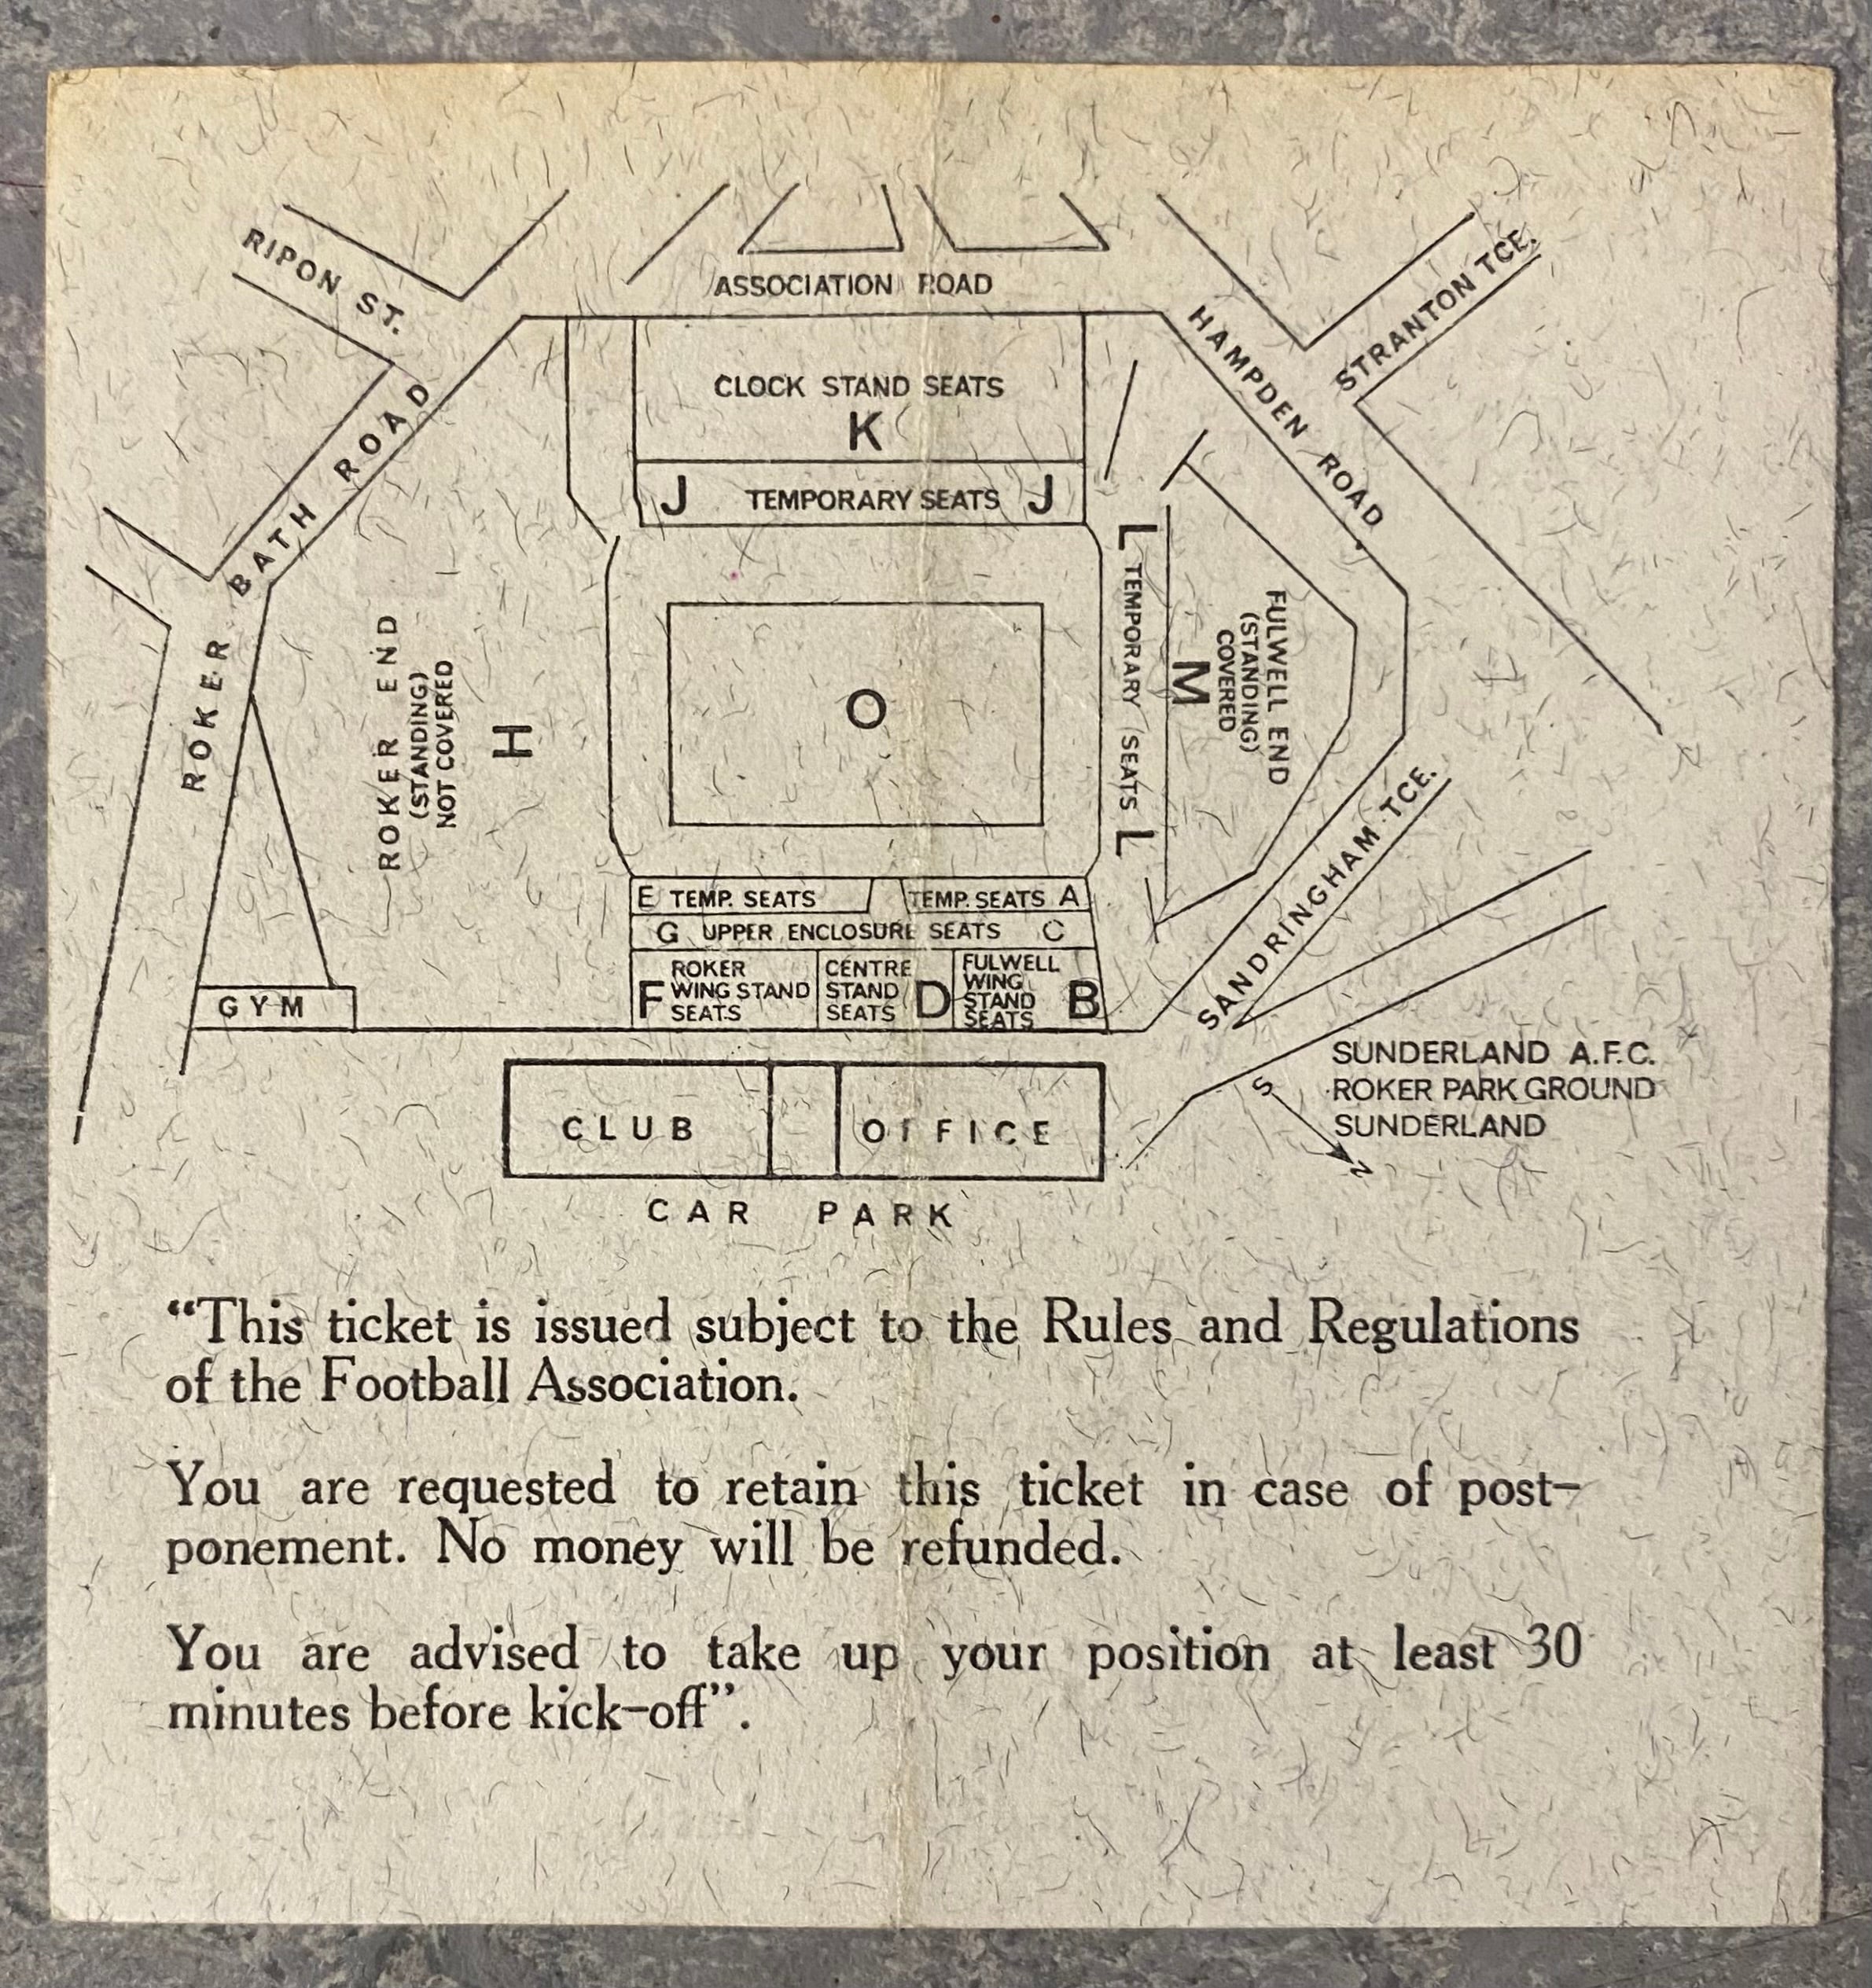 RIPON ST.
ASSOCIATION ROAD
STRANTON TCE.
HAMPDEN ROAD
BATH ROAD
CLOCK STAND SEATS
K
J TEMPORARY SEATS J
L TEMPORARY SEATS L
FULWELL END
(STANDING)
COVERED
M
ROKER
ROKER END
(STANDING)
NOT COVERED
H
O
SANDRINGHAM TCE.
E TEMP. SEATS
TEMP. SEATS A
G UPPER ENCLOSURE SEATS C
F
ROKER
WING STAND
SEATS
CENTRE
STAND
SEATS
D
FULWELL
WING
STAND
SEATS
B
GYM
SUNDERLAND A.F.C.
ROKER PARK GROUND
SUNDERLAND
S
N
CLUB
OFFICE
CAR PARK
“This ticket is issued subject to the Rules and Regulations
of the Football Association.
You are requested to retain this ticket in case of post-
ponement. No money will be refunded.
You are advised to take up your position at least 30
minutes before kick-off”.